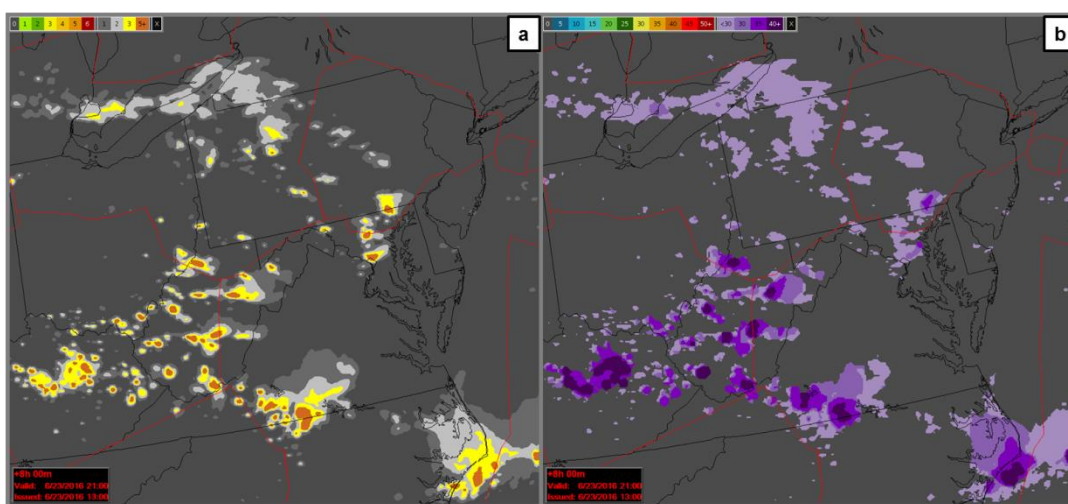 0 1 2 3 4 5 6 1 2 3 5+ X
a
0 5 10 15 20 25 30 35 40 45 50+ <30 30 35 40+ X
b
+8h 00m
Valid: 6/23/2016 21:00
Issued: 6/23/2016 13:00
+8h 00m
Valid: 6/23/2016 21:00
Issued: 6/23/2016 13:00